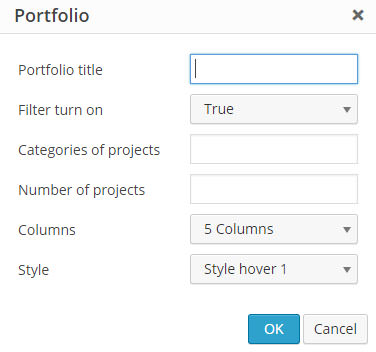 Portfolio
Portfolio title
Filter turn on True
Categories of projects
Number of projects
Columns 5 Columns
Style Style hover 1
OK Cancel